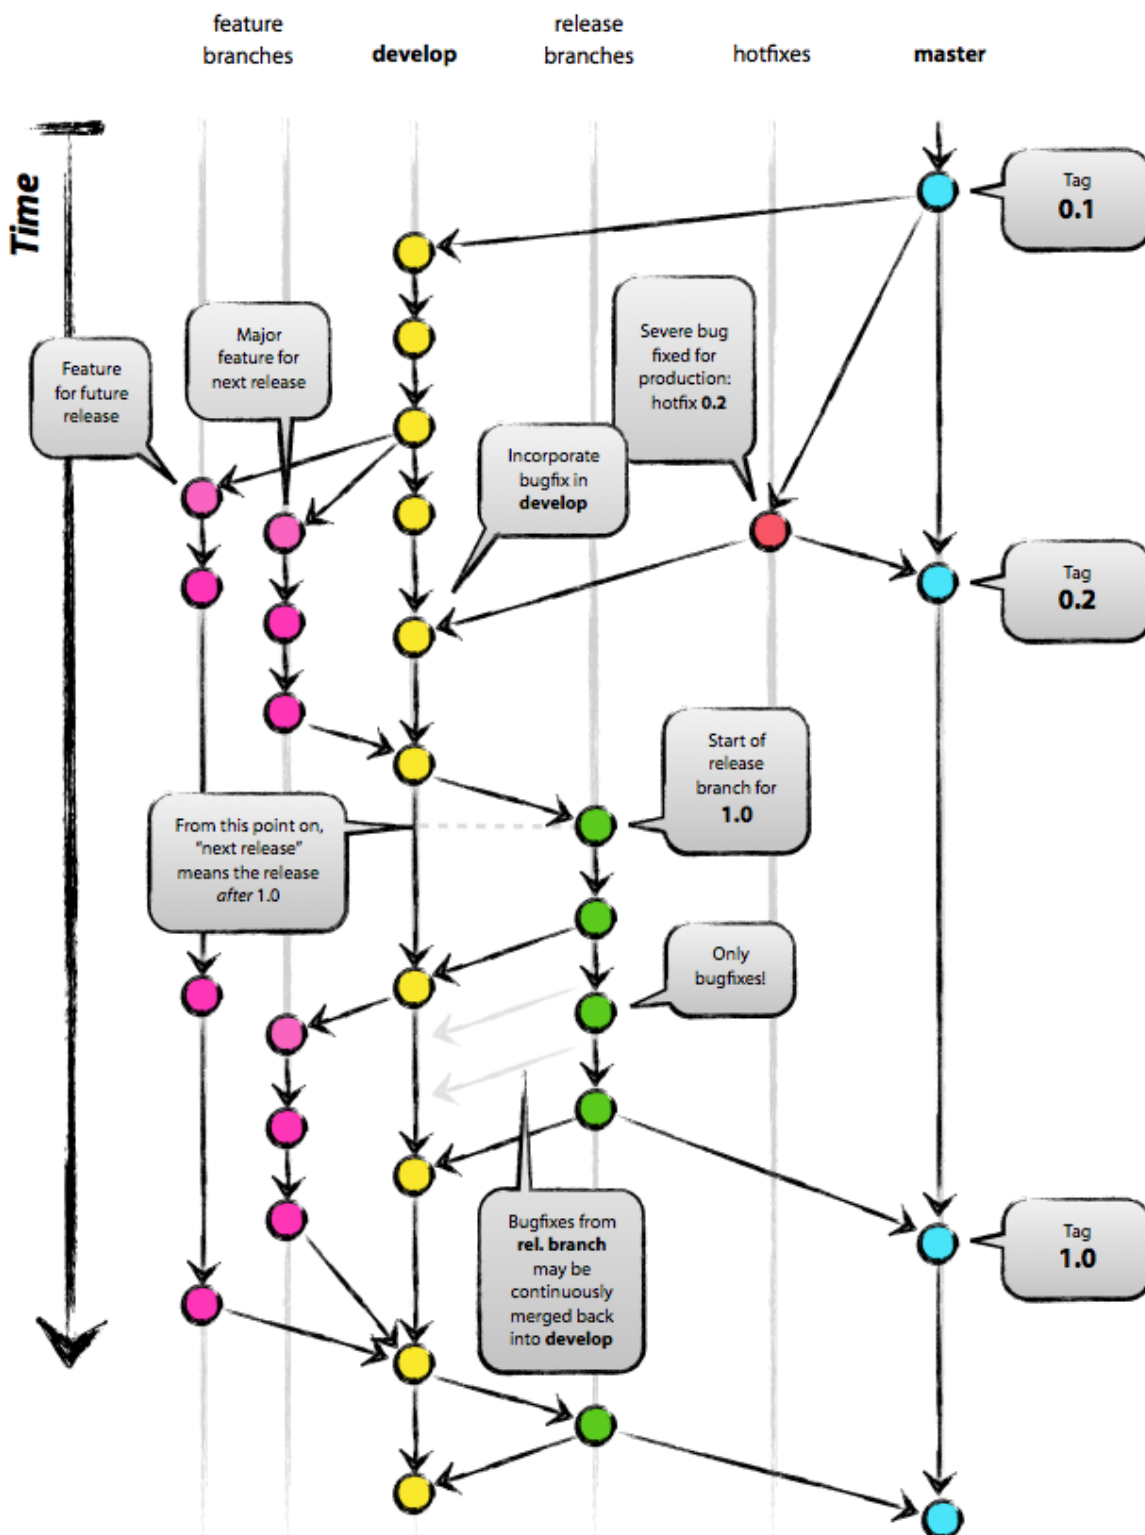 feature
branches
develop
release
branches
hotfixes
master
Time
Tag
0.1
Major
feature for
next release
Feature
for future
release
Severe bug
fixed for
production:
hotfix 0.2
Incorporate
bugfix in
develop
Tag
0.2
Start of
release
branch for
1.0
From this point on,
“next release”
means the release
after 1.0
Only
bugfixes!
Bugfixes from
rel. branch
may be
continuously
merged back
into develop
Tag
1.0